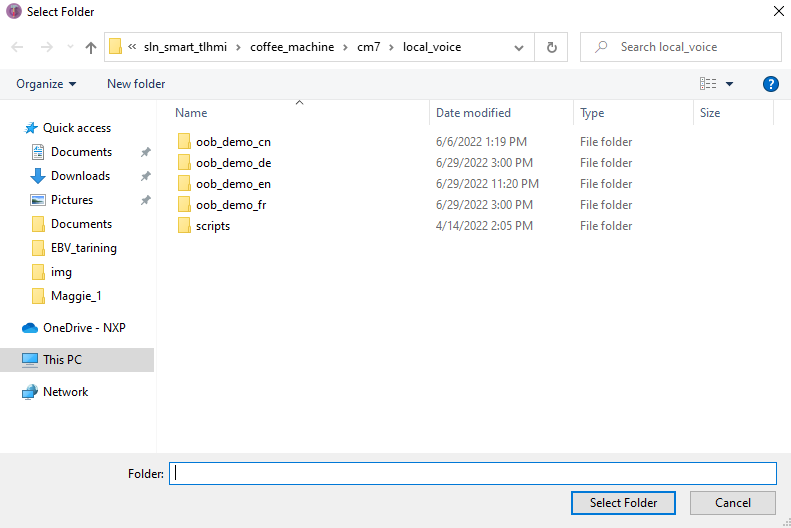 Select Folder
« sln_smart_tlhmi › coffee_machine › cm7 › local_voice
Search local_voice
Organize New folder
Name Date modified Type Size
Quick access
Documents
Downloads
Pictures
Documents
EBV_tarining
img
Maggie_1
OneDrive - NXP
This PC
Network
oob_demo_cn 6/6/2022 1:19 PM File folder
oob_demo_de 6/29/2022 3:00 PM File folder
oob_demo_en 6/29/2022 11:20 PM File folder
oob_demo_fr 6/29/2022 3:00 PM File folder
scripts 4/14/2022 2:05 PM File folder
Folder:
Select Folder Cancel